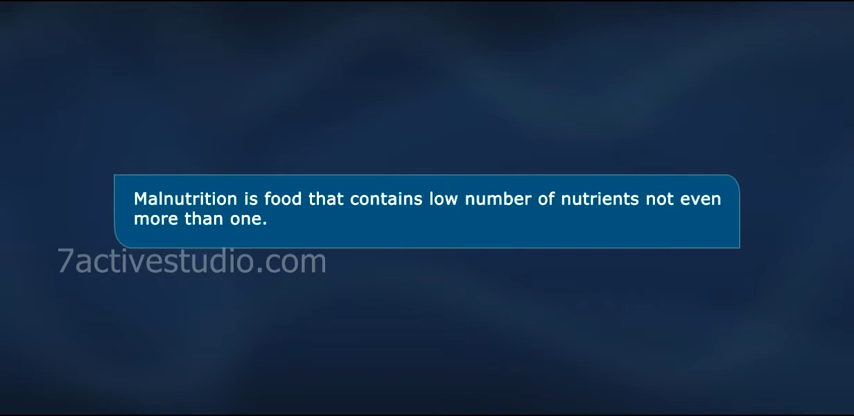 Malnutrition is food that contains low number of nutrients not even
more than one.
7activestudio.com